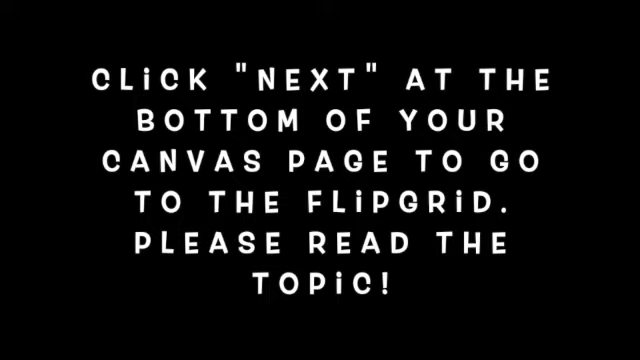 CLiCK "NEXT" AT THE
BOTTOM OF YOUR
CANVAS PAGE TO GO
TO THE FLiPGRiD.
PLEASE READ THE
TOPiC!